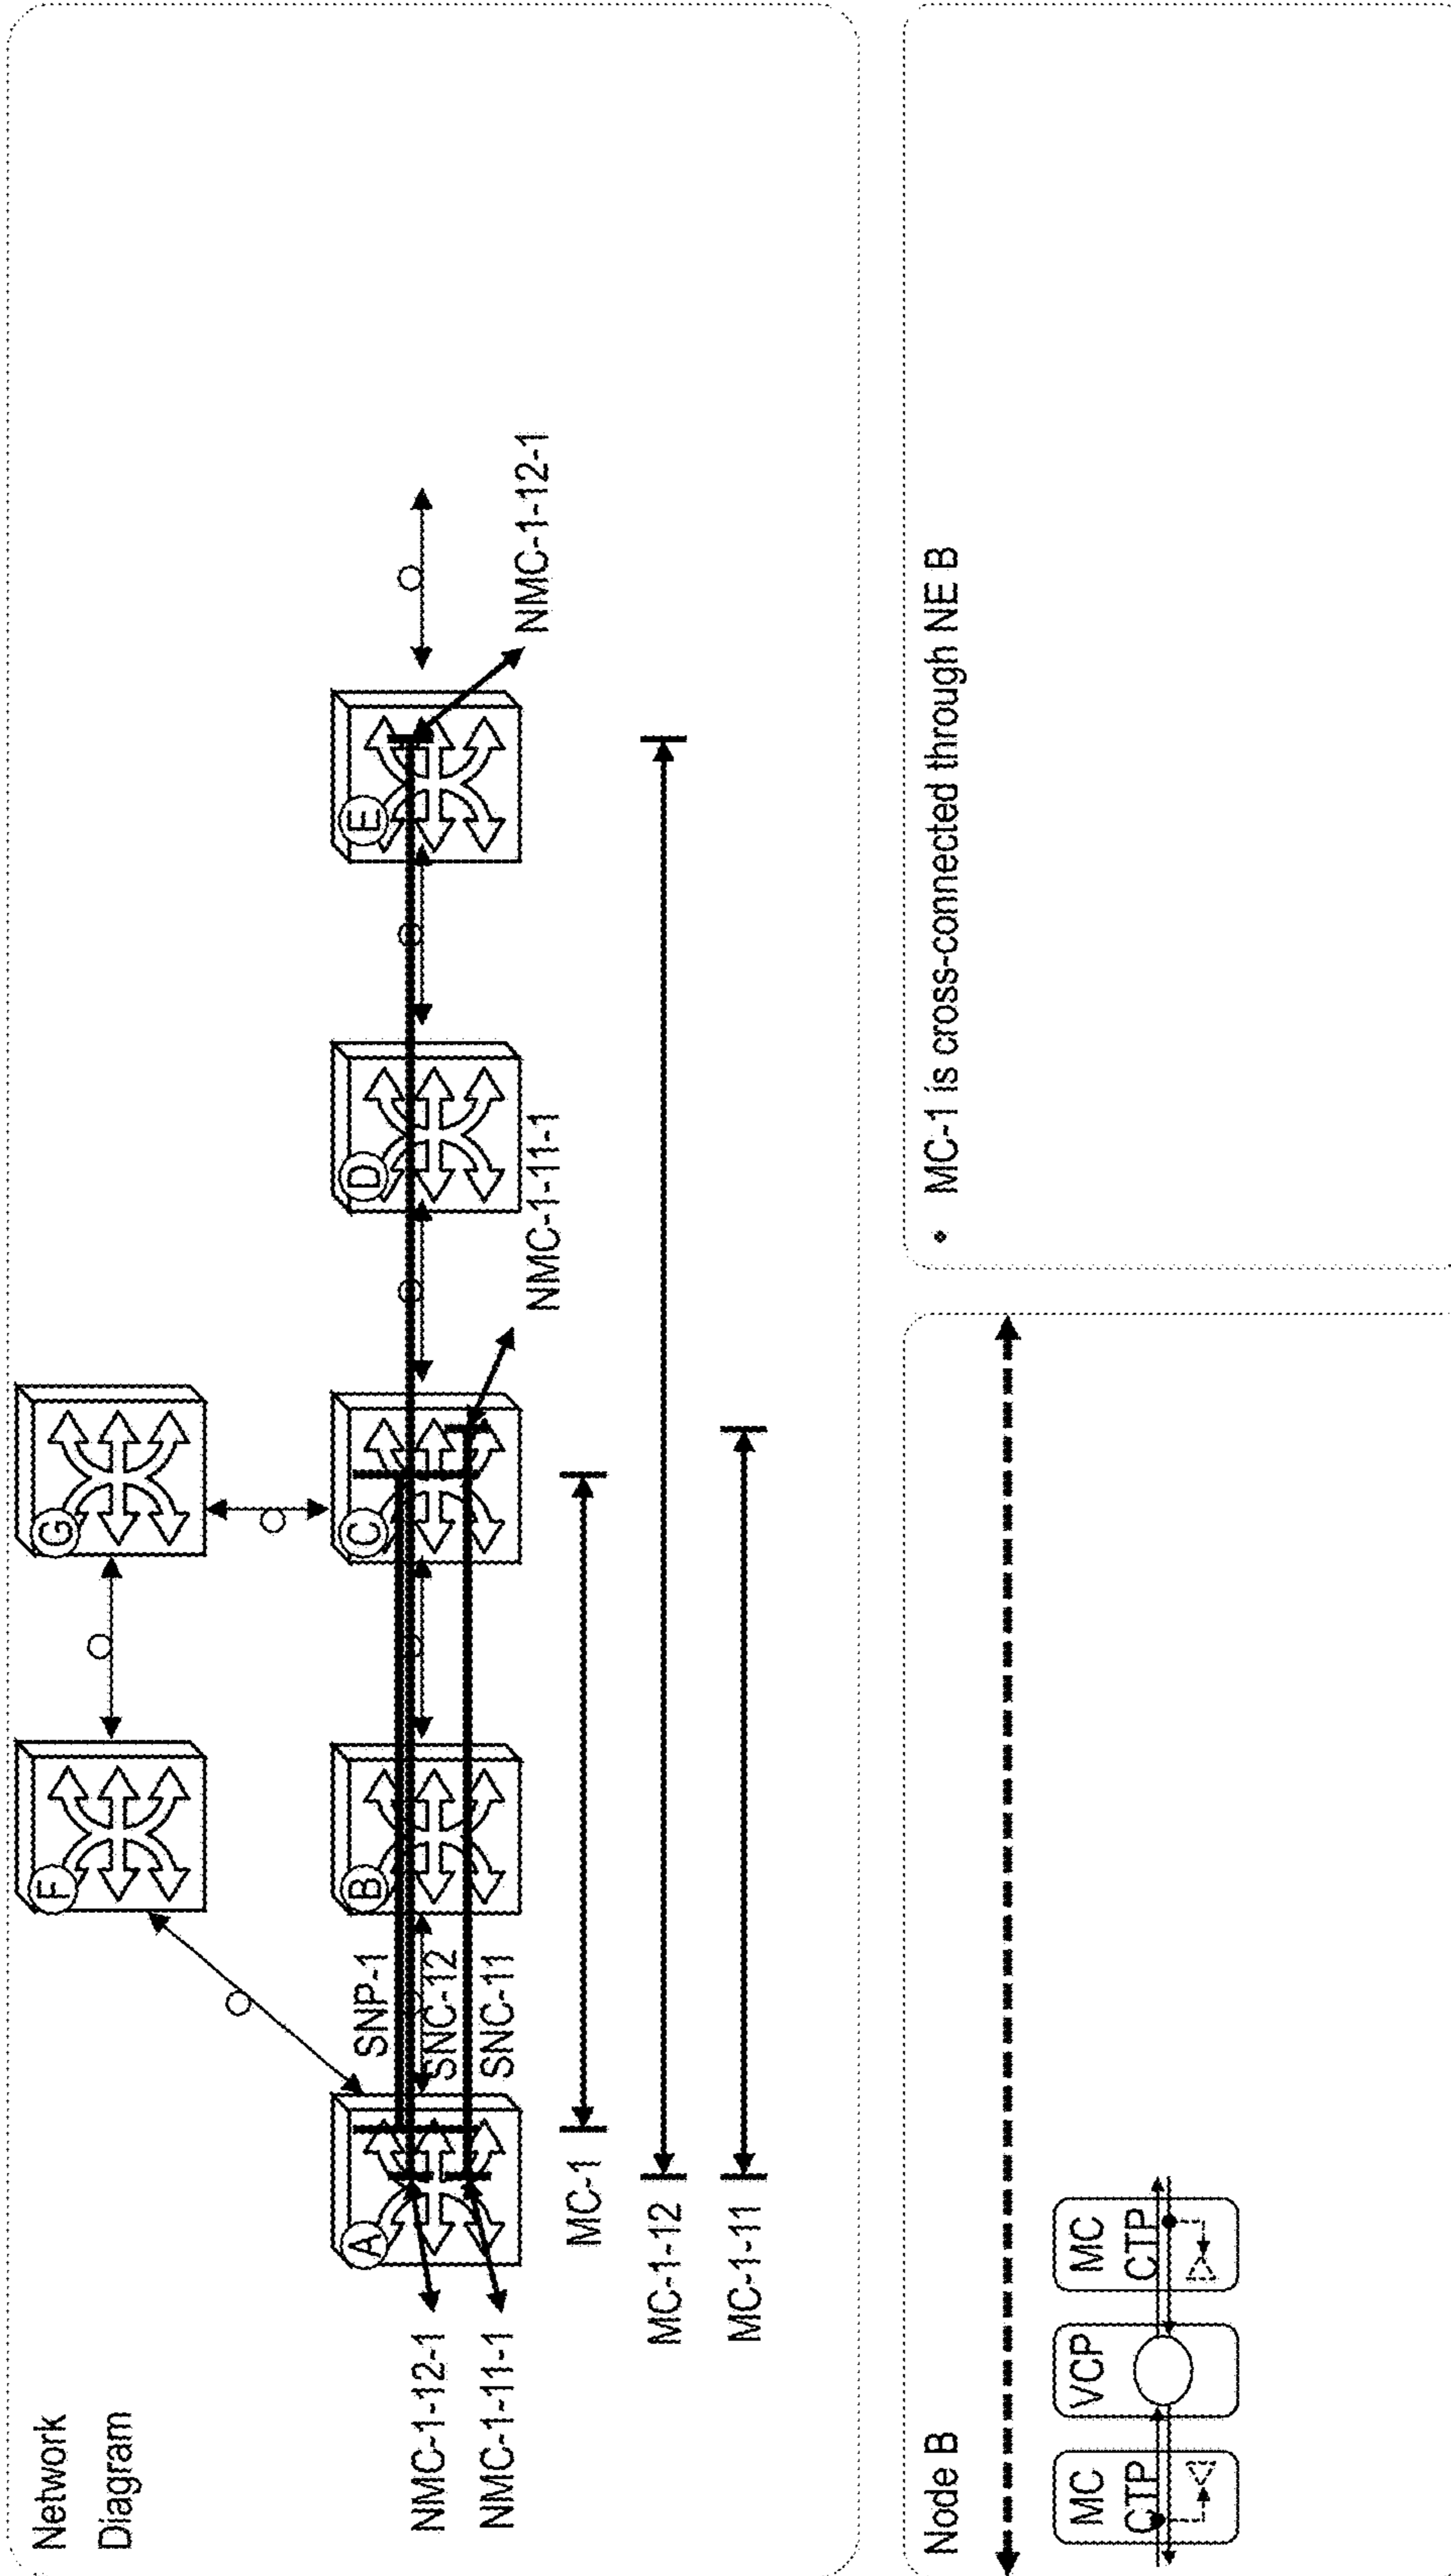 Network
Diagram
F
G
A
B
C
D
E
SNP-1
SNC-12
SNC-11
NMC-1-12-1
NMC-1-11-1
NMC-1-11-1
NMC-1-12-1
MC-1
MC-1-12
MC-1-11
Node B
MC
CTP
VCP
MC
CTP
• MC-1 is cross-connected through NE B